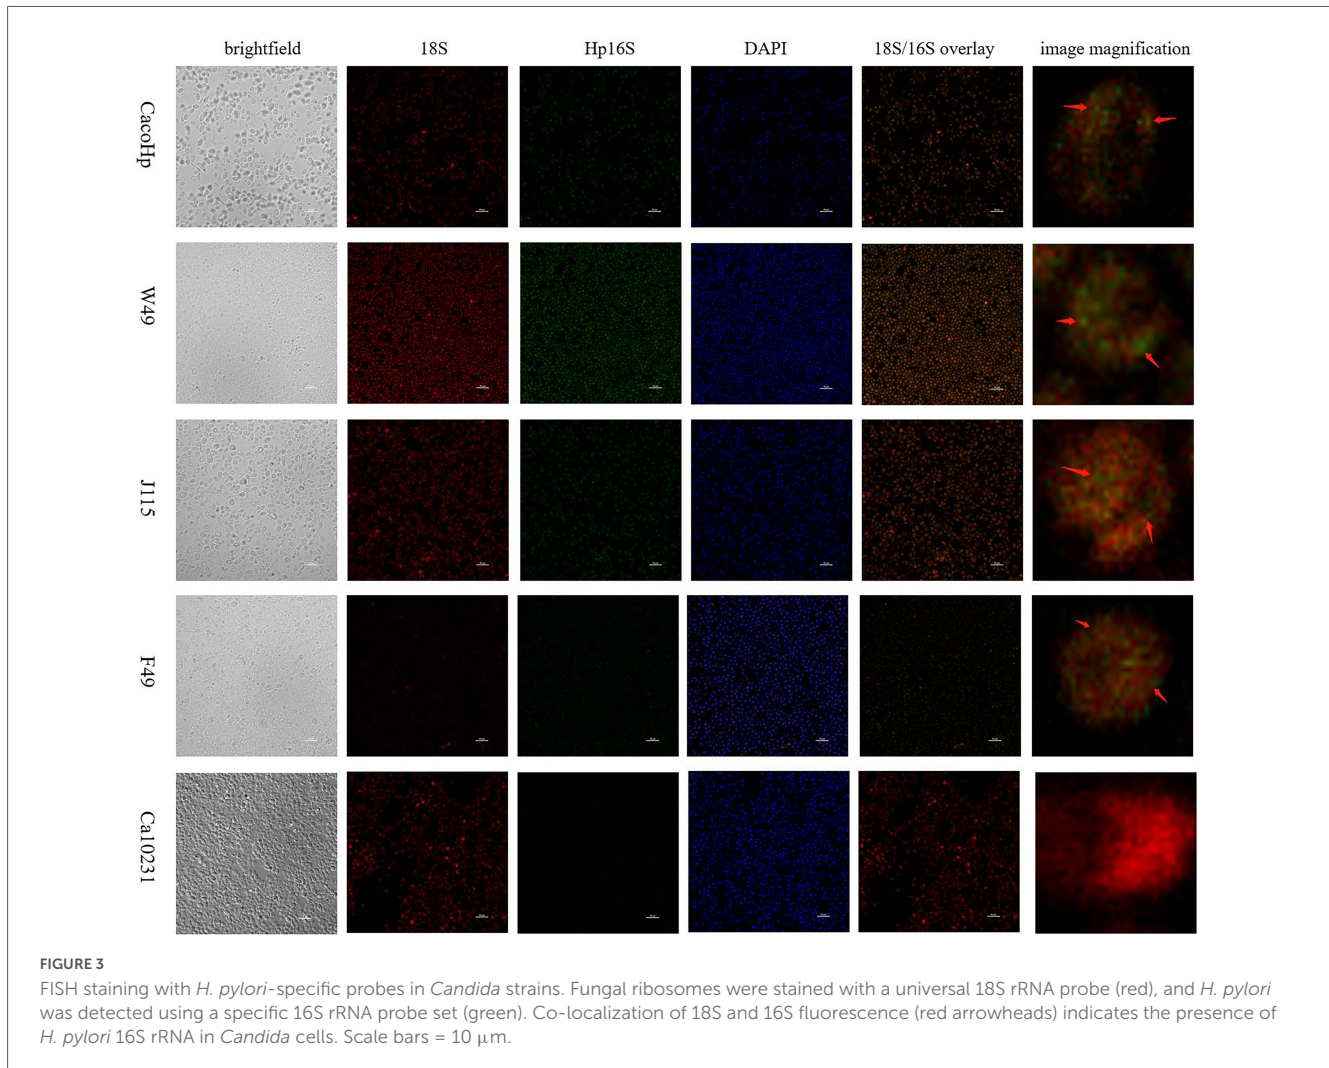 brightfield 18S Hp16S DAPI 18S/16S overlay image magnification
CacoHp
W49
J115
F49
Ca10231
FIGURE 3
FISH staining with H. pylori-specific probes in Candida strains. Fungal ribosomes were stained with a universal 18S rRNA probe (red), and H. pylori
was detected using a specific 16S rRNA probe set (green). Co-localization of 18S and 16S fluorescence (red arrowheads) indicates the presence of
H. pylori 16S rRNA in Candida cells. Scale bars = 10 μm.